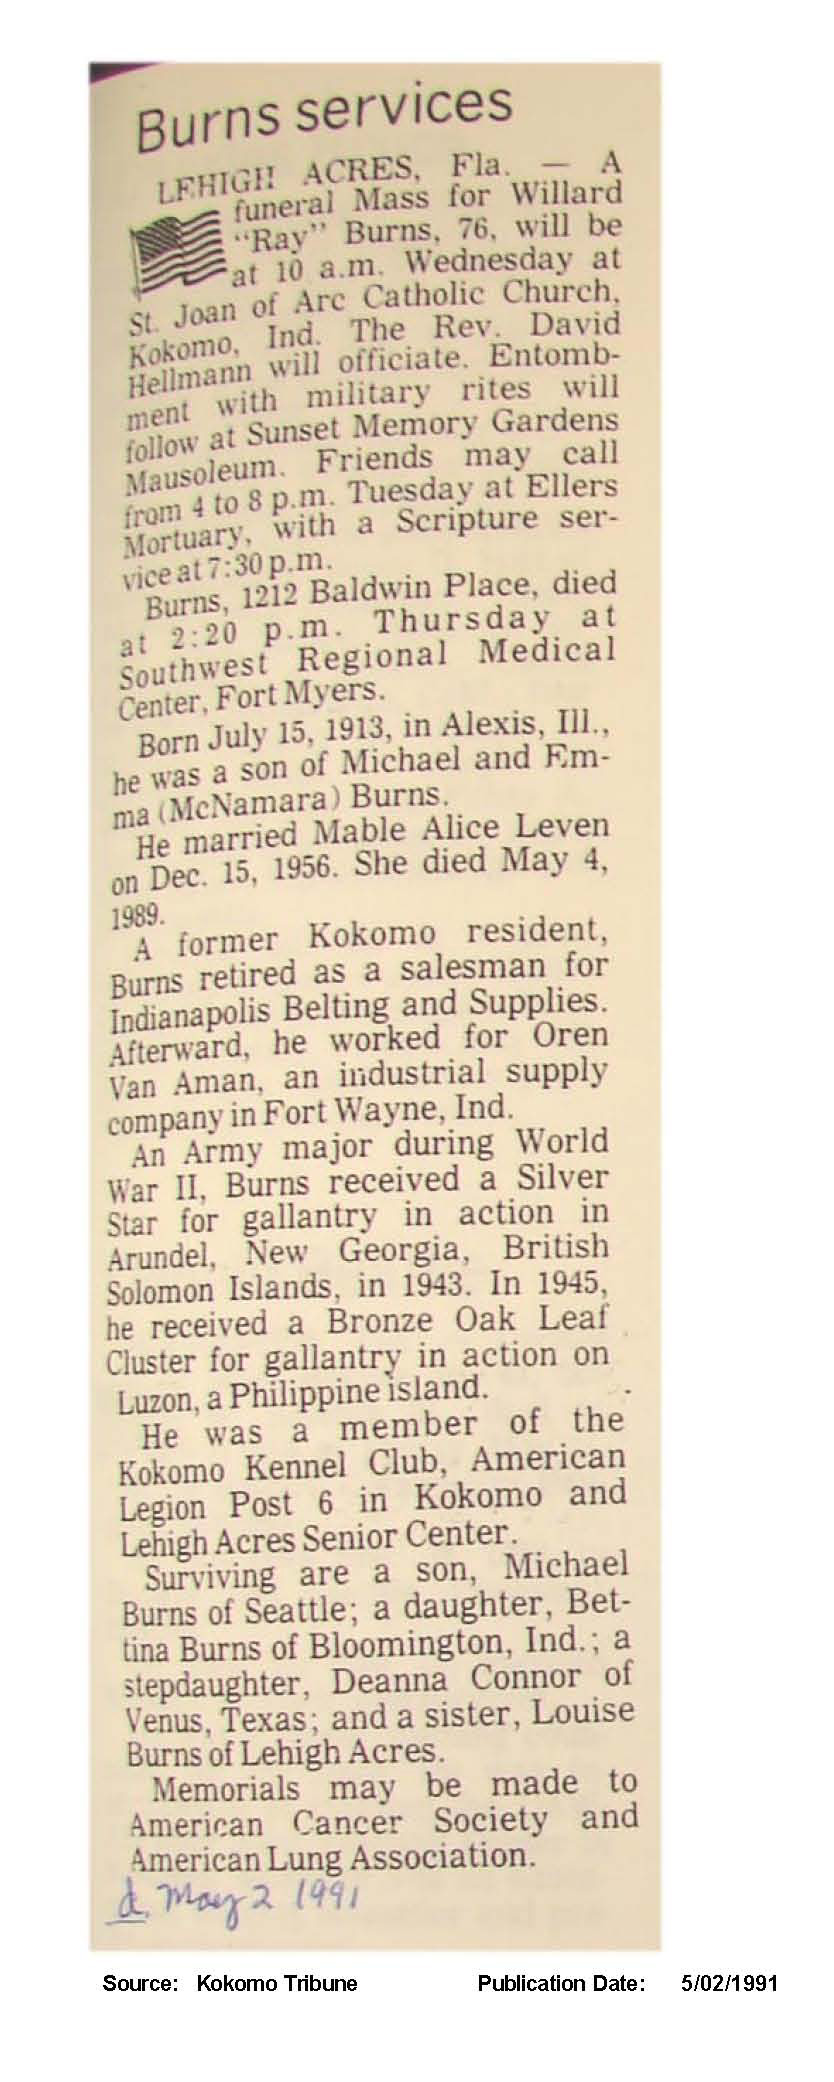 Burns services
LEHIGH ACRES, Fla. — A
funeral Mass for Willard
"Ray" Burns, 76, will be
at 10 a.m. Wednesday at
St. Joan of Arc Catholic Church,
Kokomo, Ind. The Rev. David
Hellmann will officiate. Entomb-
ment with military rites will
follow at Sunset Memory Gardens
Mausoleum. Friends may call
from 4 to 8 p.m. Tuesday at Ellers
Mortuary, with a Scripture ser-
vice at 7:30 p.m.
Burns, 1212 Baldwin Place, died
at 2:20 p.m. Thursday at
Southwest Regional Medical
Center, Fort Myers.
Born July 15, 1913, in Alexis, Ill.,
he was a son of Michael and Em-
ma (McNamara) Burns.
He married Mable Alice Leven
on Dec. 15, 1956. She died May 4,
1989.
A former Kokomo resident,
Burns retired as a salesman for
Indianapolis Belting and Supplies.
Afterward, he worked for Oren
Van Aman, an industrial supply
company in Fort Wayne, Ind.
An Army major during World
War II, Burns received a Silver
Star for gallantry in action in
Arundel, New Georgia, British
Solomon Islands, in 1943. In 1945,
he received a Bronze Oak Leaf
Cluster for gallantry in action on
Luzon, a Philippine island.
He was a member of the
Kokomo Kennel Club, American
Legion Post 6 in Kokomo and
Lehigh Acres Senior Center.
Surviving are a son, Michael
Burns of Seattle; a daughter, Bet-
tina Burns of Bloomington, Ind.; a
stepdaughter, Deanna Connor of
Venus, Texas; and a sister, Louise
Burns of Lehigh Acres.
Memorials may be made to
American Cancer Society and
American Lung Association.
d. May 2 1991
Source: Kokomo Tribune Publication Date: 5/02/1991